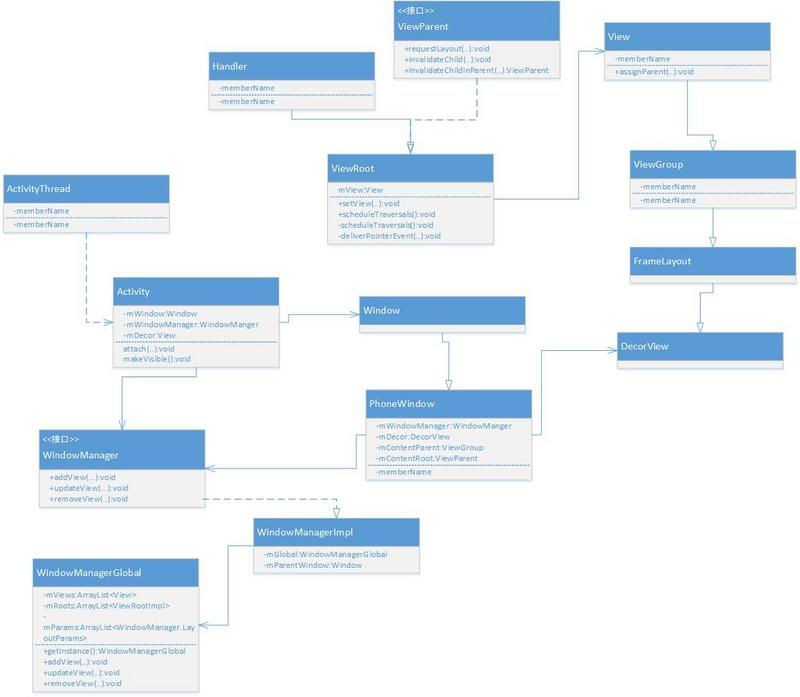 <<接口>>
ViewParent
+requestLayout(..):void
+invalidateChild(..):void
+invalidateChildInParent(..):ViewParent
View
-memberName
+assignParent(..):void
Handler
-memberName
-memberName
ViewRoot
mView:View
+setView(..):void
+scheduleTraversals():void
-scheduleTraversals():void
-deliverPointerEvent(..):void
ViewGroup
-memberName
-memberName
ActivityThread
-memberName
-memberName
FrameLayout
Activity
-mWindow:Window
-mWindowManager:WindowManger
-mDecor:View
attach(..):void
makeVisible():void
Window
DecorView
PhoneWindow
-mWindowManager:WindowManger
-mDecor:DecorView
-mContentParent:ViewGroup
-mContentRoot:ViewParent
-memberName
<<接口>>
WindowManager
+addView(...):void
+updateView(...):void
+removeView(..):void
WindowManagerImpl
-mGlobal:WindowManagerGlobal
-mParentWindow:Window
WindowManagerGlobal
-mViews:ArrayList<View>
-mRoots:ArrayList<ViewRootImpl>
-
mParams:ArrayList<WindowManager.Lay
outParams>
+getInstance():WindowManagerGlobal
+addView(..):void
+updateView(..):void
+removeView(..):void